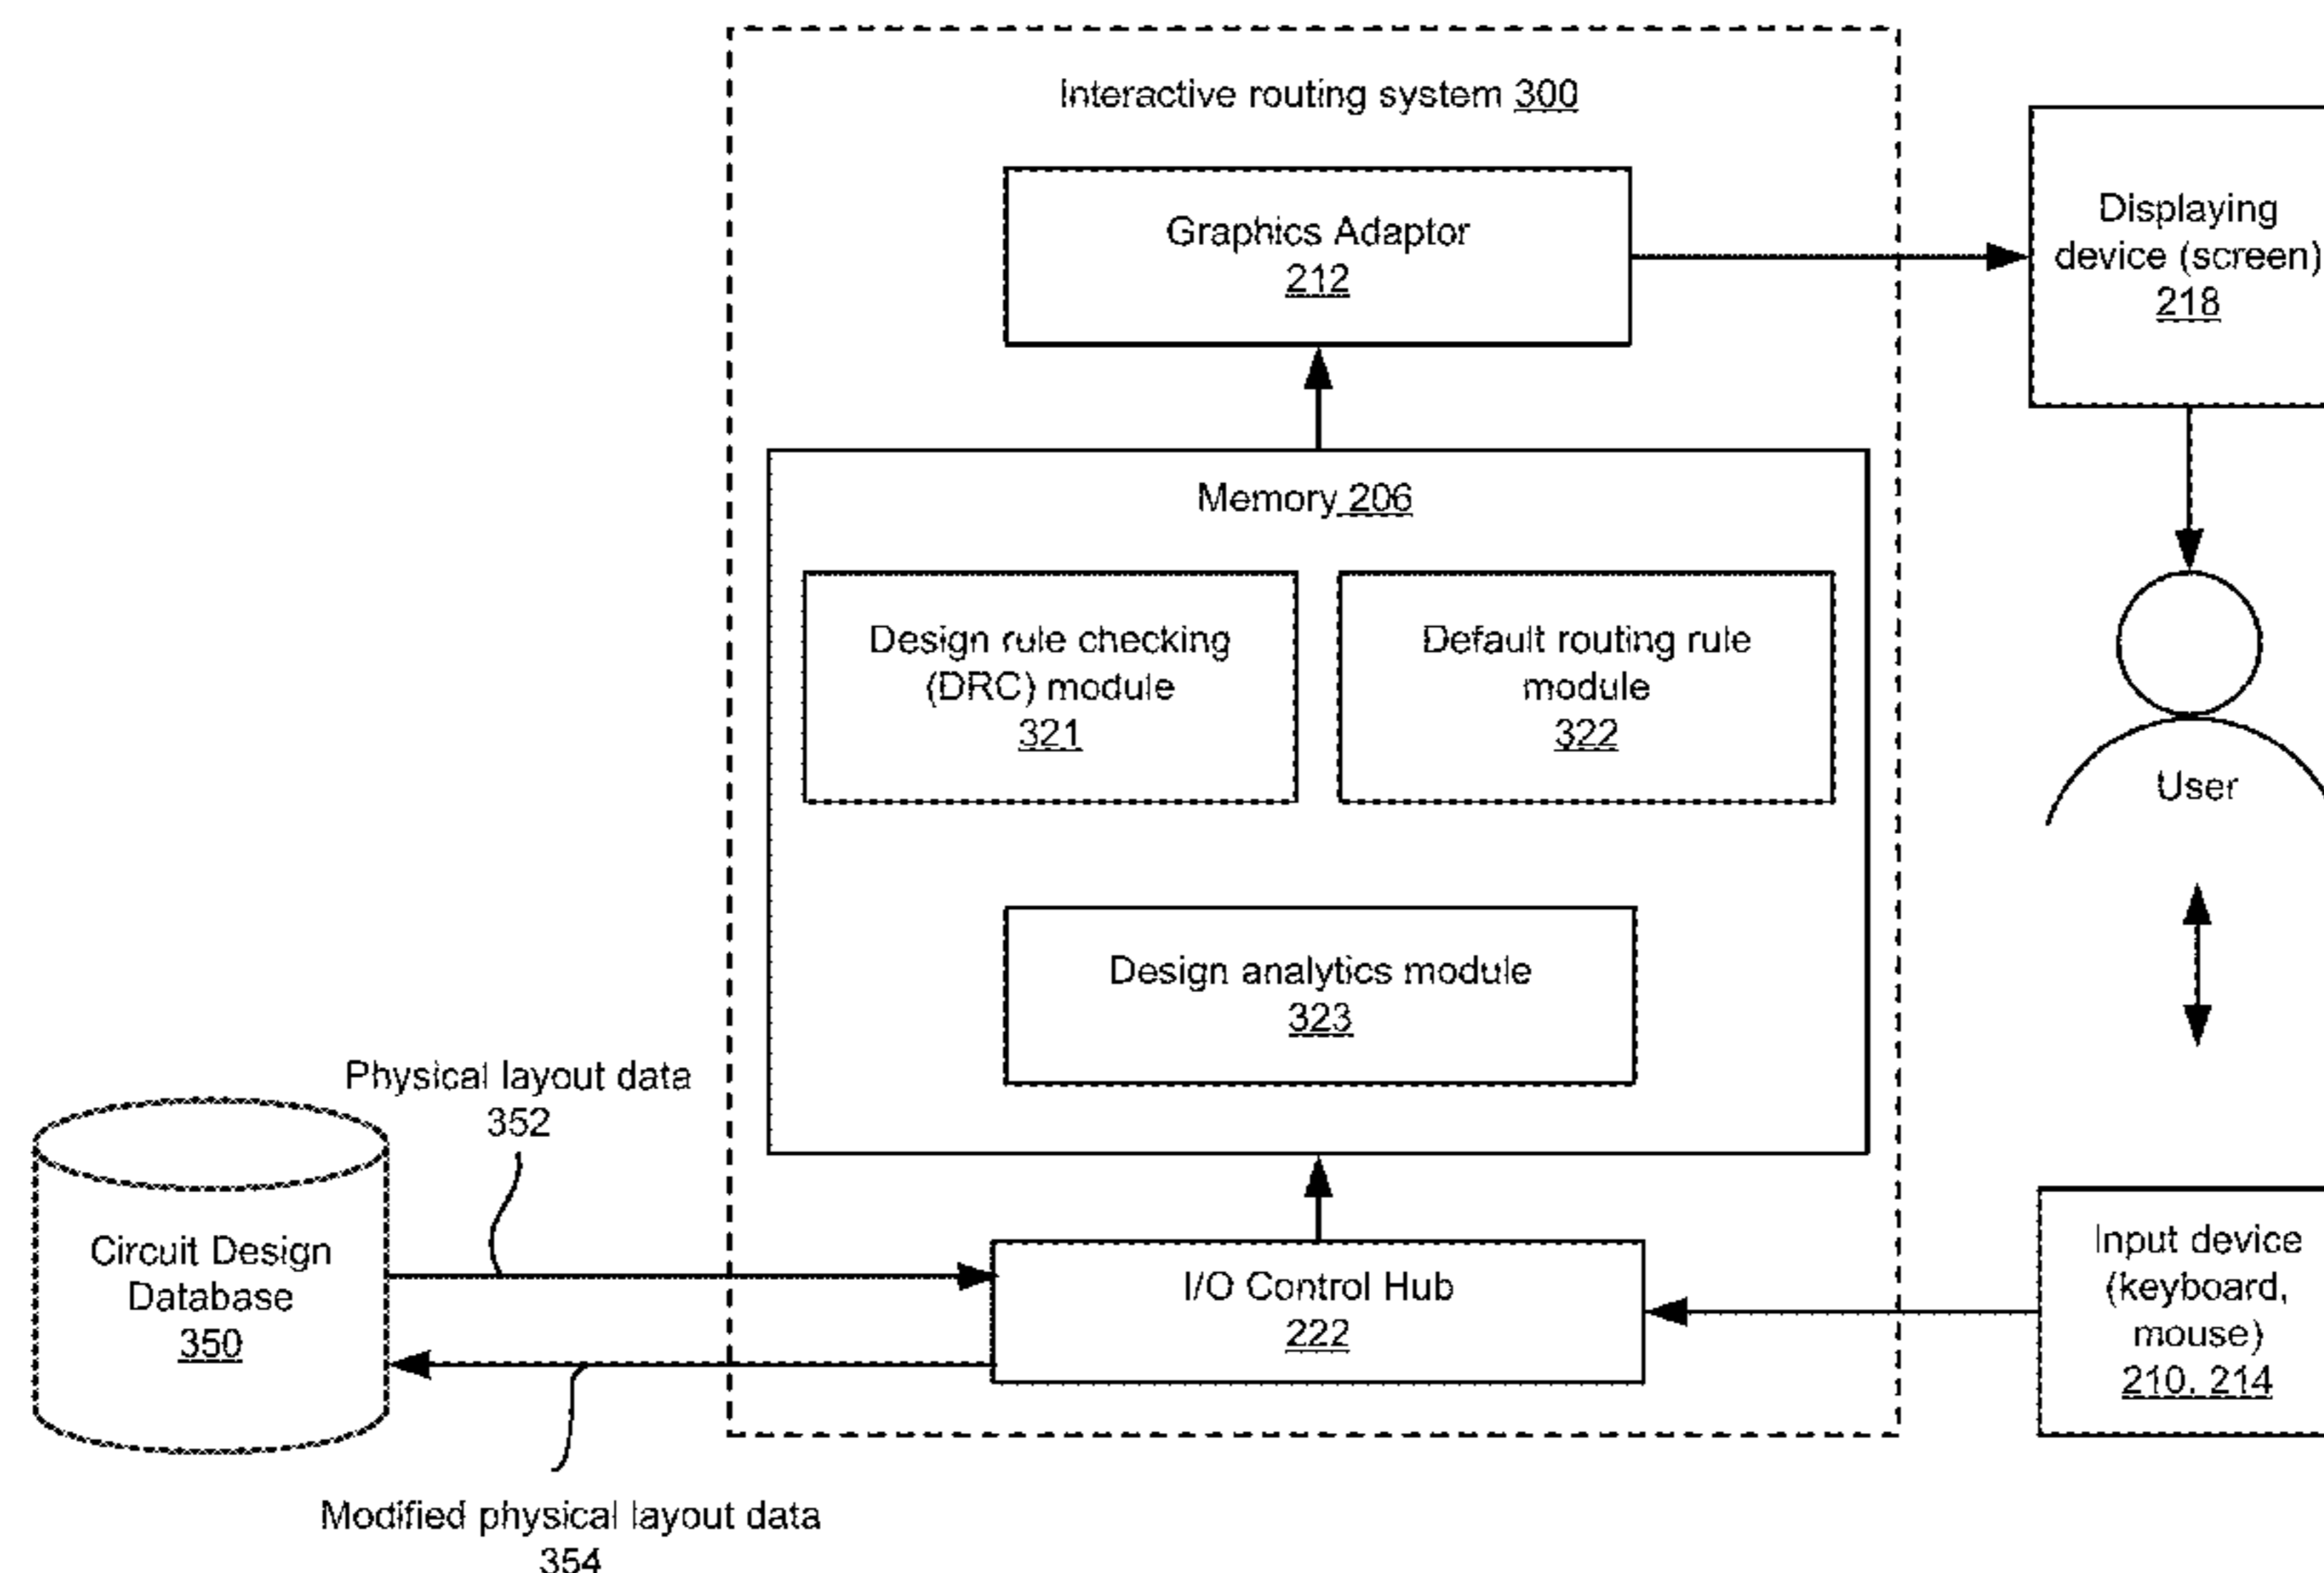 Interactive routing system 300
Graphics Adaptor
212
Displaying
device (screen)
218
Memory 206
Design rule checking
(DRC) module
321
Default routing rule
module
322
User
Design analytics module
323
Physical layout data
352
Circuit Design
Database
350
I/O Control Hub
222
Input device
(keyboard,
mouse)
210, 214
Modified physical layout data
354